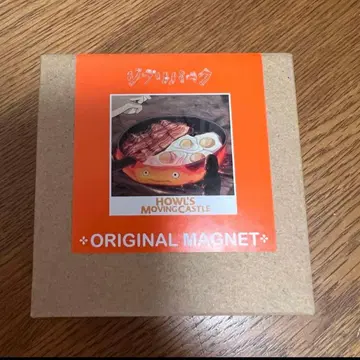 ジブリパーク
HOWL'S
MOVING CASTLE
ORIGINAL MAGNET